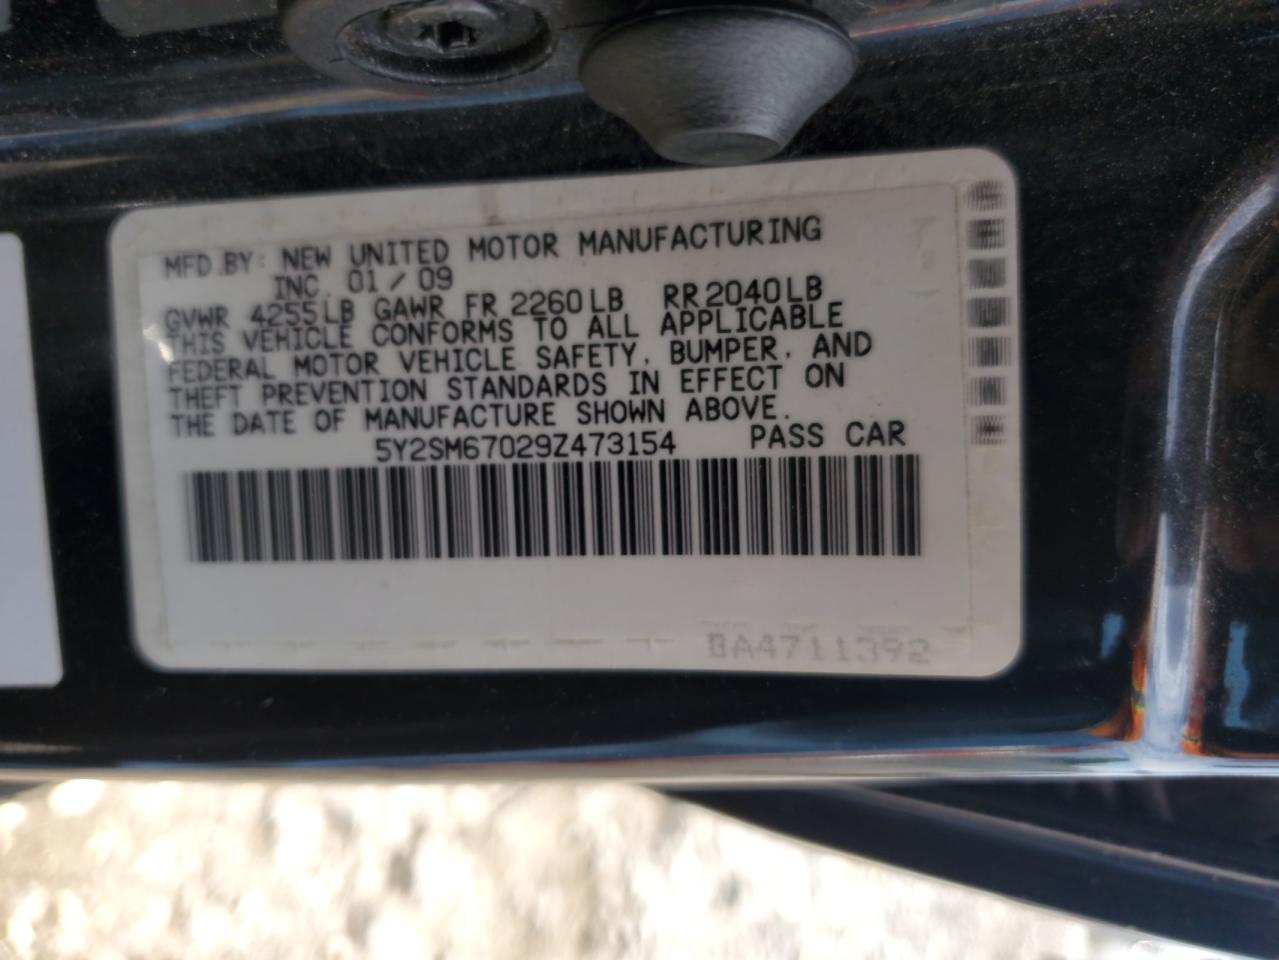 MFD.BY: NEW UNITED MOTOR MANUFACTURING
INC. 01/09
GVWR 4255LB GAWR FR 2260LB RR2040LB
THIS VEHICLE CONFORMS TO ALL APPLICABLE
FEDERAL MOTOR VEHICLE SAFETY, BUMPER, AND
THEFT PREVENTION STANDARDS IN EFFECT ON
THE DATE OF MANUFACTURE SHOWN ABOVE.
5Y2SM67029Z473154 PASS CAR
BA4711392